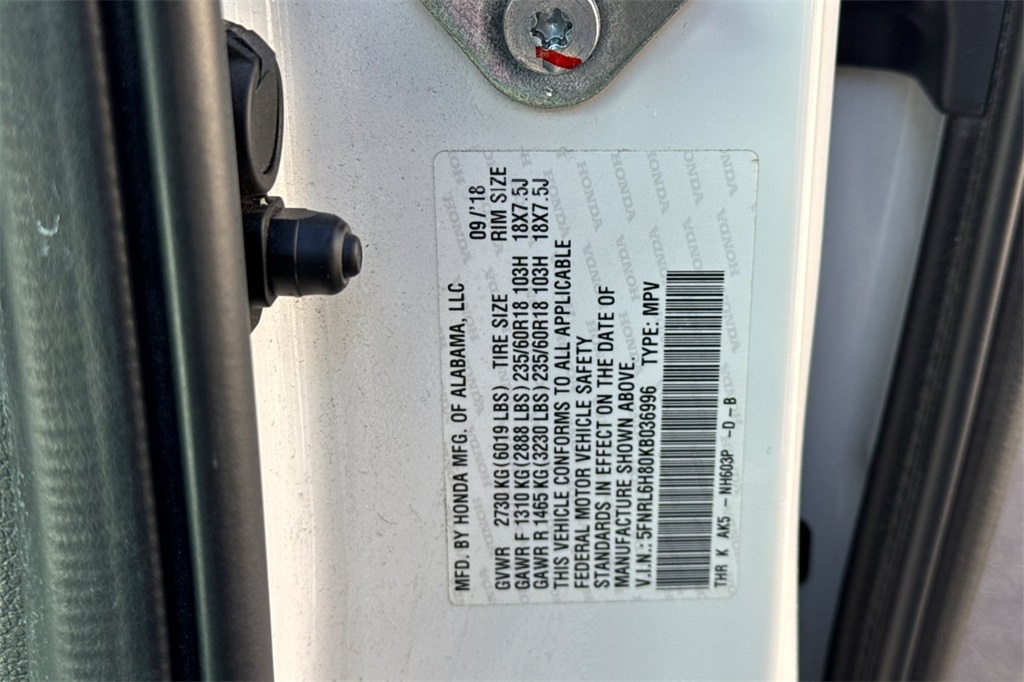 MFD. BY HONDA MFG. OF ALABAMA, LLC 09/'18
GVWR 2730 KG(6019 LBS) TIRE SIZE RIM SIZE
GAWR F 1310 KG(2888 LBS) 235/60R18 103H 18X7.5J
GAWR R 1465 KG(3230 LBS) 235/60R18 103H 18X7.5J
THIS VEHICLE CONFORMS TO ALL APPLICABLE
FEDERAL MOTOR VEHICLE SAFETY
STANDARDS IN EFFECT ON THE DATE OF
MANUFACTURE SHOWN ABOVE.
V.I.N.: 5FNRL6H80KB036996 TYPE: MPV
THR K AK5 - NH603P -D-B